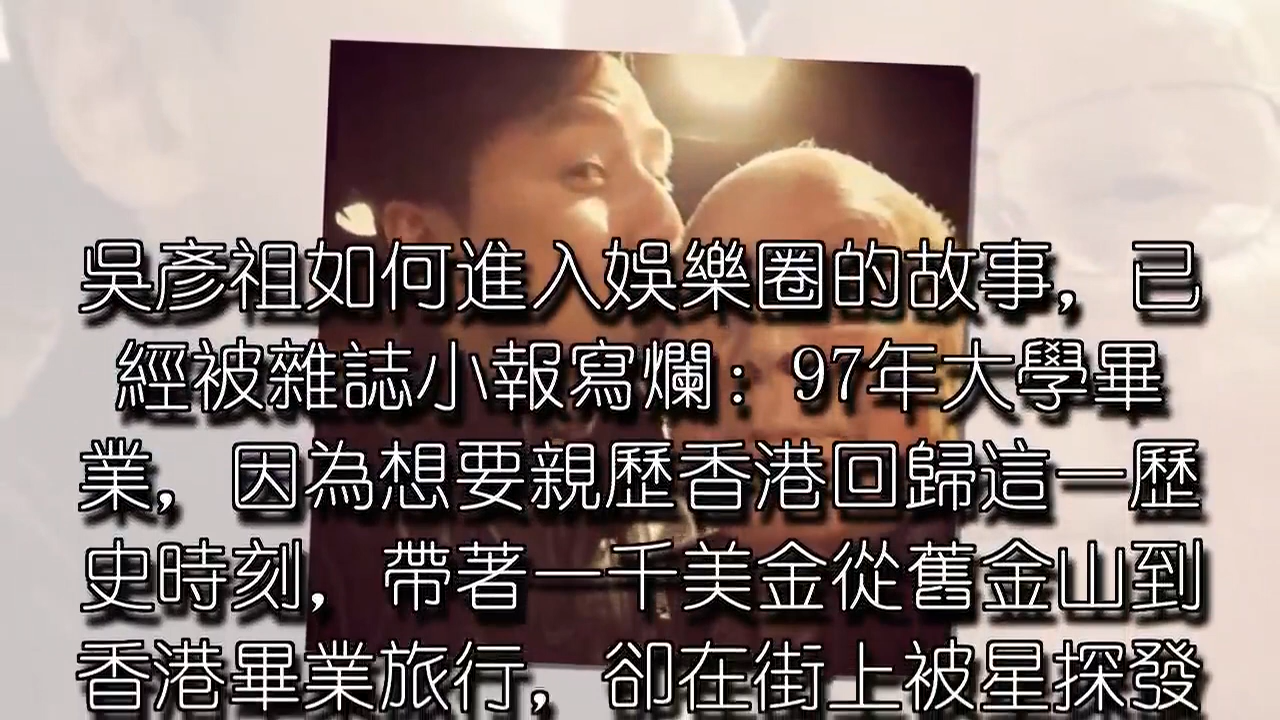 吳彥祖如何進入娛樂圈的故事，已
經被雜誌小報寫爛：97年大學畢
業，因為想要親歷香港回歸這一歷
史時刻，帶著一千美金從舊金山到
香港畢業旅行，卻在街上被星探發